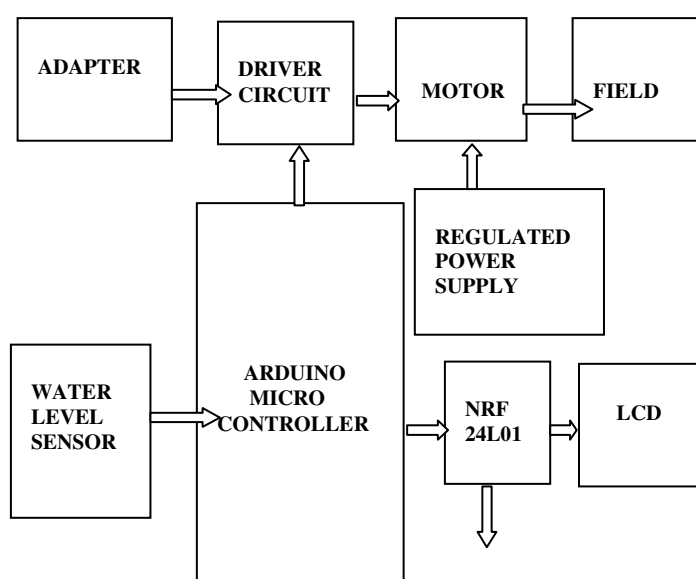 ADAPTER
DRIVER
CIRCUIT
MOTOR
FIELD
REGULATED
POWER
SUPPLY
WATER
LEVEL
SENSOR
ARDUINO
MICRO
CONTROLLER
NRF
24L01
LCD